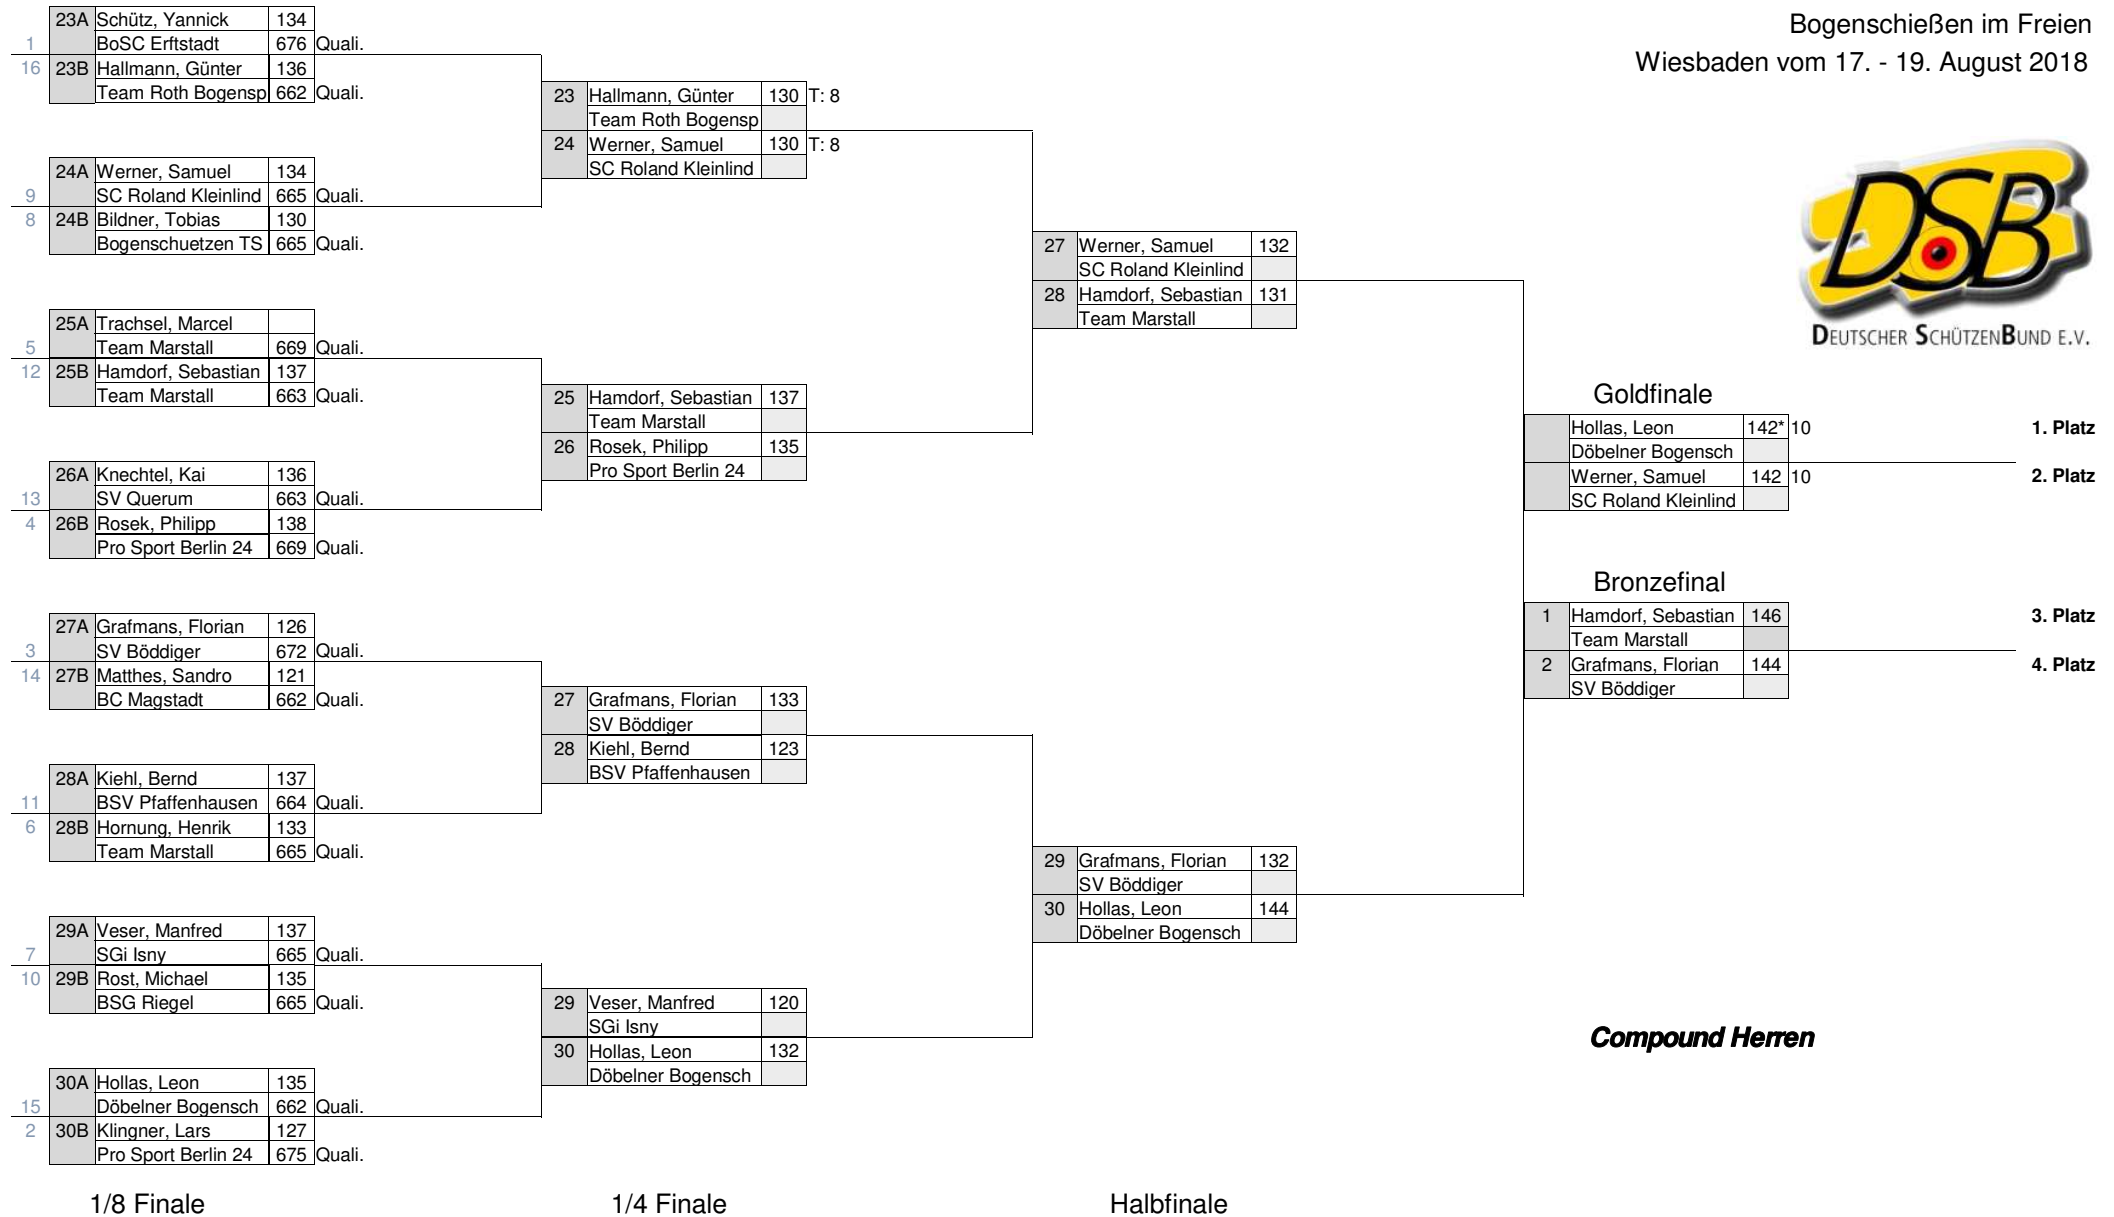 Bogenschießen im Freien
Wiesbaden vom 17. - 19. August 2018
DSB
DEUTSCHER SCHÜTZENBUND E.V.
23A Schütz, Yannick 134
1 BoSC Erftstadt 676 Quali.
16 23B Hallmann, Günter 136
Team Roth Bogensp 662 Quali.
24A Werner, Samuel 134
9 SC Roland Kleinlind 665 Quali.
8 24B Bildner, Tobias 130
Bogenschuetzen TS 665 Quali.
25A Trachsel, Marcel
5 Team Marstall 669 Quali.
12 25B Hamdorf, Sebastian 137
Team Marstall 663 Quali.
26A Knechtel, Kai 136
13 SV Querum 663 Quali.
4 26B Rosek, Philipp 138
Pro Sport Berlin 24 669 Quali.
27A Grafmans, Florian 126
3 SV Böddiger 672 Quali.
14 27B Matthes, Sandro 121
BC Magstadt 662 Quali.
28A Kiehl, Bernd 137
11 BSV Pfaffenhausen 664 Quali.
6 28B Hornung, Henrik 133
Team Marstall 665 Quali.
29A Veser, Manfred 137
7 SGi Isny 665 Quali.
10 29B Rost, Michael 135
BSG Riegel 665 Quali.
30A Hollas, Leon 135
15 Döbelner Bogensch 662 Quali.
2 30B Klingner, Lars 127
Pro Sport Berlin 24 675 Quali.
1/8 Finale
23 Hallmann, Günter 130 T: 8
Team Roth Bogensp
24 Werner, Samuel 130 T: 8
SC Roland Kleinlind
25 Hamdorf, Sebastian 137
Team Marstall
26 Rosek, Philipp 135
Pro Sport Berlin 24
27 Grafmans, Florian 133
SV Böddiger
28 Kiehl, Bernd 123
BSV Pfaffenhausen
29 Veser, Manfred 120
SGi Isny
30 Hollas, Leon 132
Döbelner Bogensch
1/4 Finale
27 Werner, Samuel 132
SC Roland Kleinlind
28 Hamdorf, Sebastian 131
Team Marstall
29 Grafmans, Florian 132
SV Böddiger
30 Hollas, Leon 144
Döbelner Bogensch
Halbfinale
Goldfinale
Hollas, Leon 142* 10 1. Platz
Döbelner Bogensch
Werner, Samuel 142 10 2. Platz
SC Roland Kleinlind
Bronzefinal
1 Hamdorf, Sebastian 146 3. Platz
Team Marstall
2 Grafmans, Florian 144 4. Platz
SV Böddiger
Compound Herren